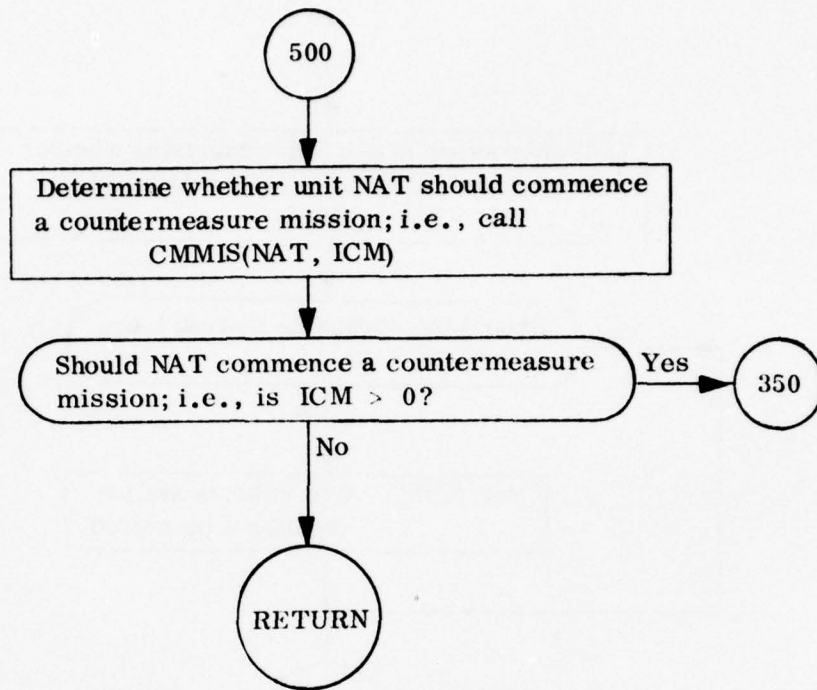 500
Determine whether unit NAT should commence
a countermeasure mission; i.e., call
CMMIS(NAT, ICM)
Should NAT commence a countermeasure
mission; i.e., is ICM > 0?
Yes
350
No
RETURN